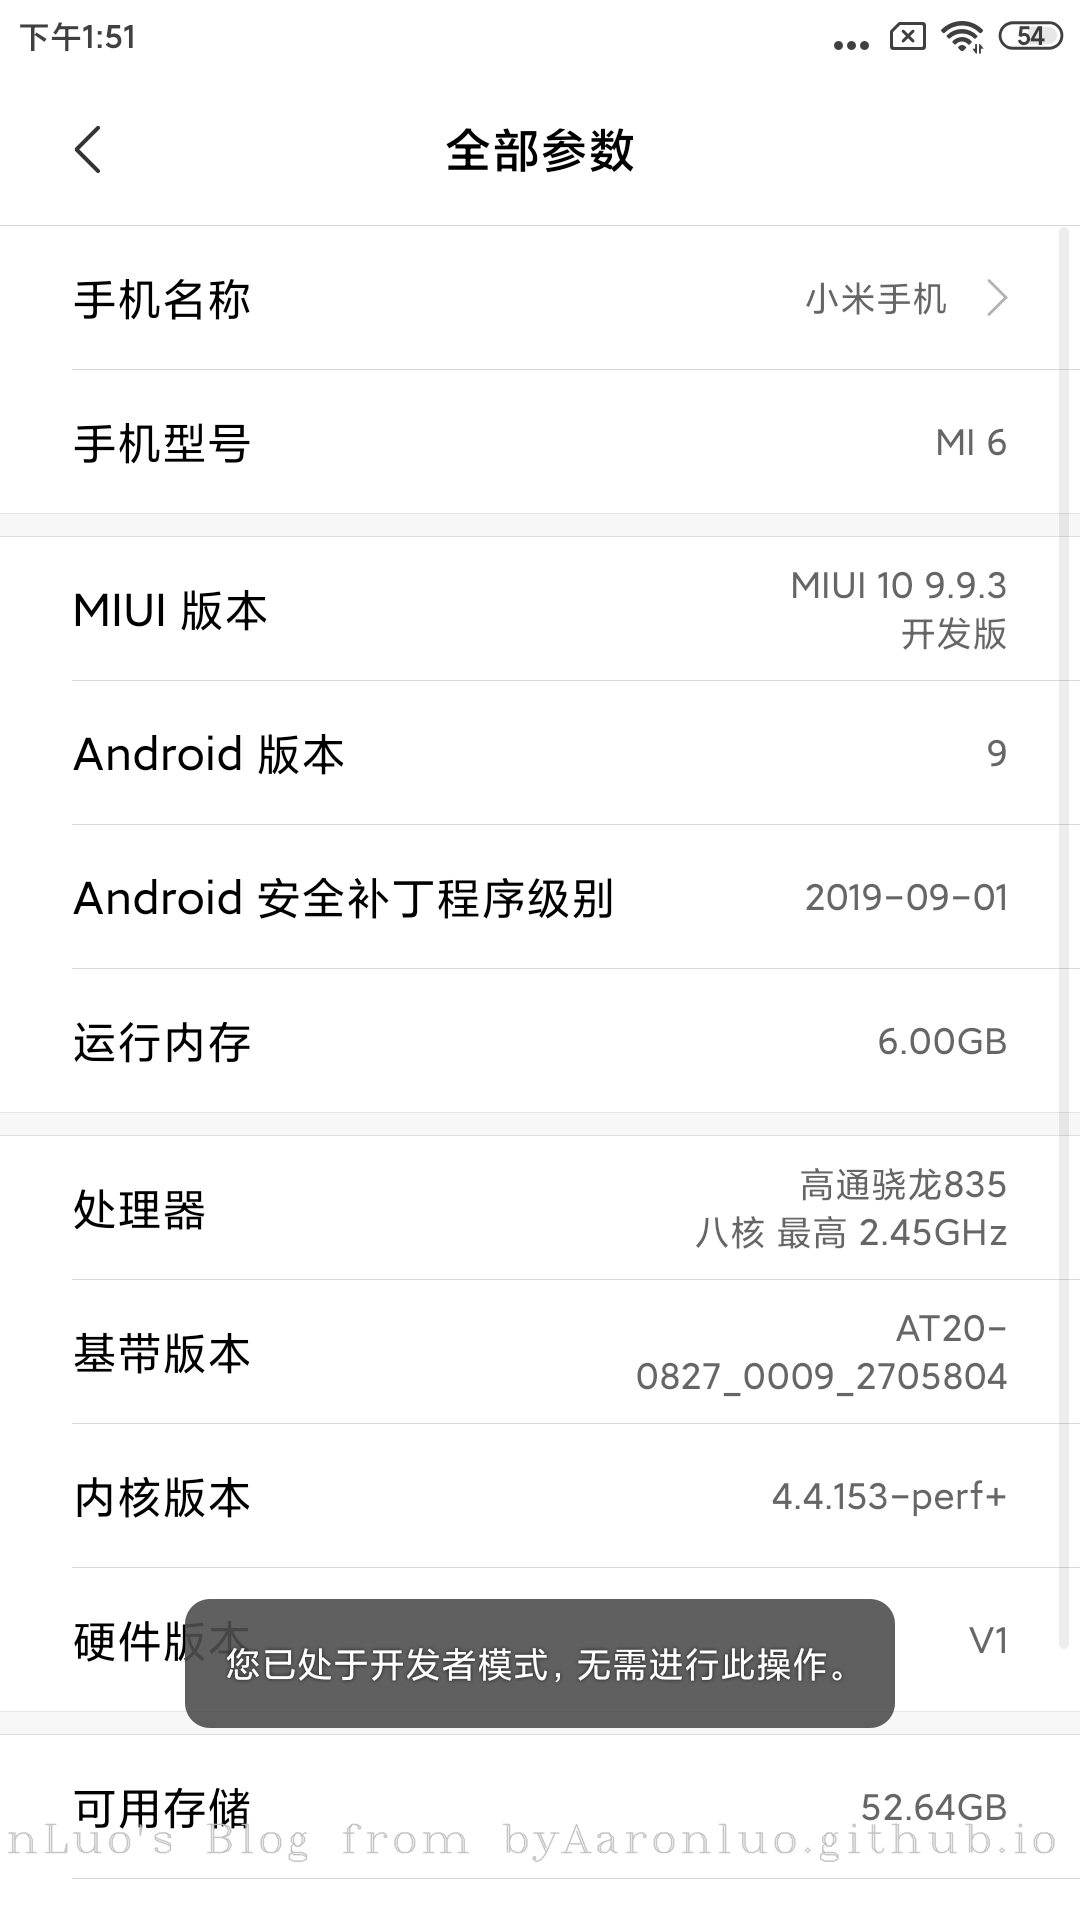 下午1:51
54
全部参数
手机名称
小米手机
手机型号
MI 6
MIUI 版本
MIUI 10 9.9.3
开发版
Android 版本
9
Android 安全补丁程序级别
2019-09-01
运行内存
6.00GB
处理器
高通骁龙835
八核 最高 2.45GHz
基带版本
AT20-
0827_0009_2705804
内核版本
4.4.153-perf+
硬件版本
V1
您已处于开发者模式，无需进行此操作。
可用存储
52.64GB
nLuo's Blog from byAaronluo.github.io